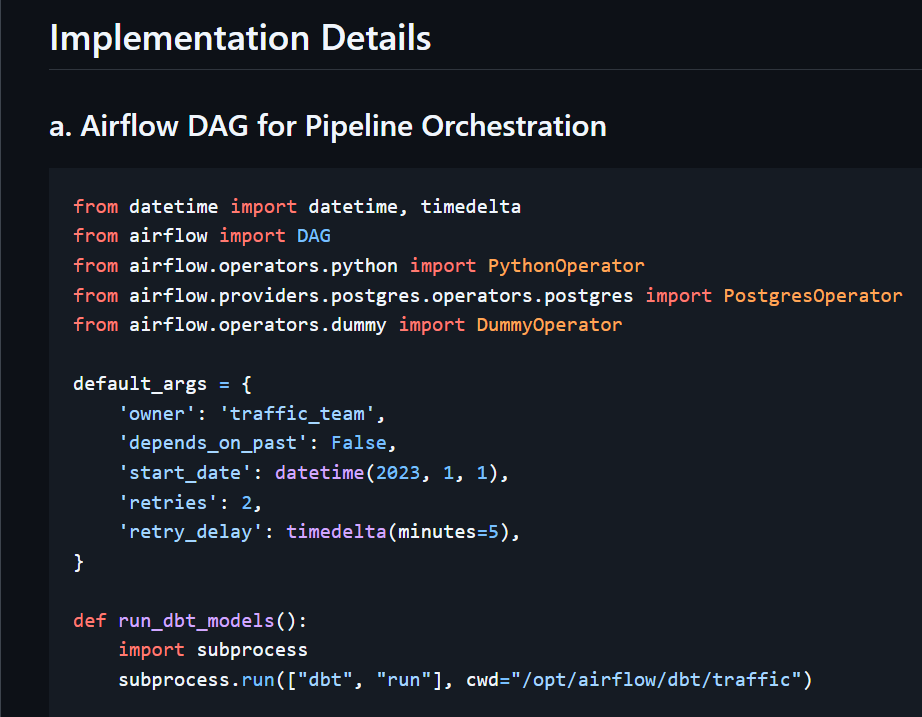 Implementation Details
a. Airflow DAG for Pipeline Orchestration
from datetime import datetime, timedelta
from airflow import DAG
from airflow.operators.python import PythonOperator
from airflow.providers.postgres.operators.postgres import PostgresOperator
from airflow.operators.dummy import DummyOperator

default_args = {
    'owner': 'traffic_team',
    'depends_on_past': False,
    'start_date': datetime(2023, 1, 1),
    'retries': 2,
    'retry_delay': timedelta(minutes=5),
}

def run_dbt_models():
    import subprocess
    subprocess.run(["dbt", "run"], cwd="/opt/airflow/dbt/traffic")